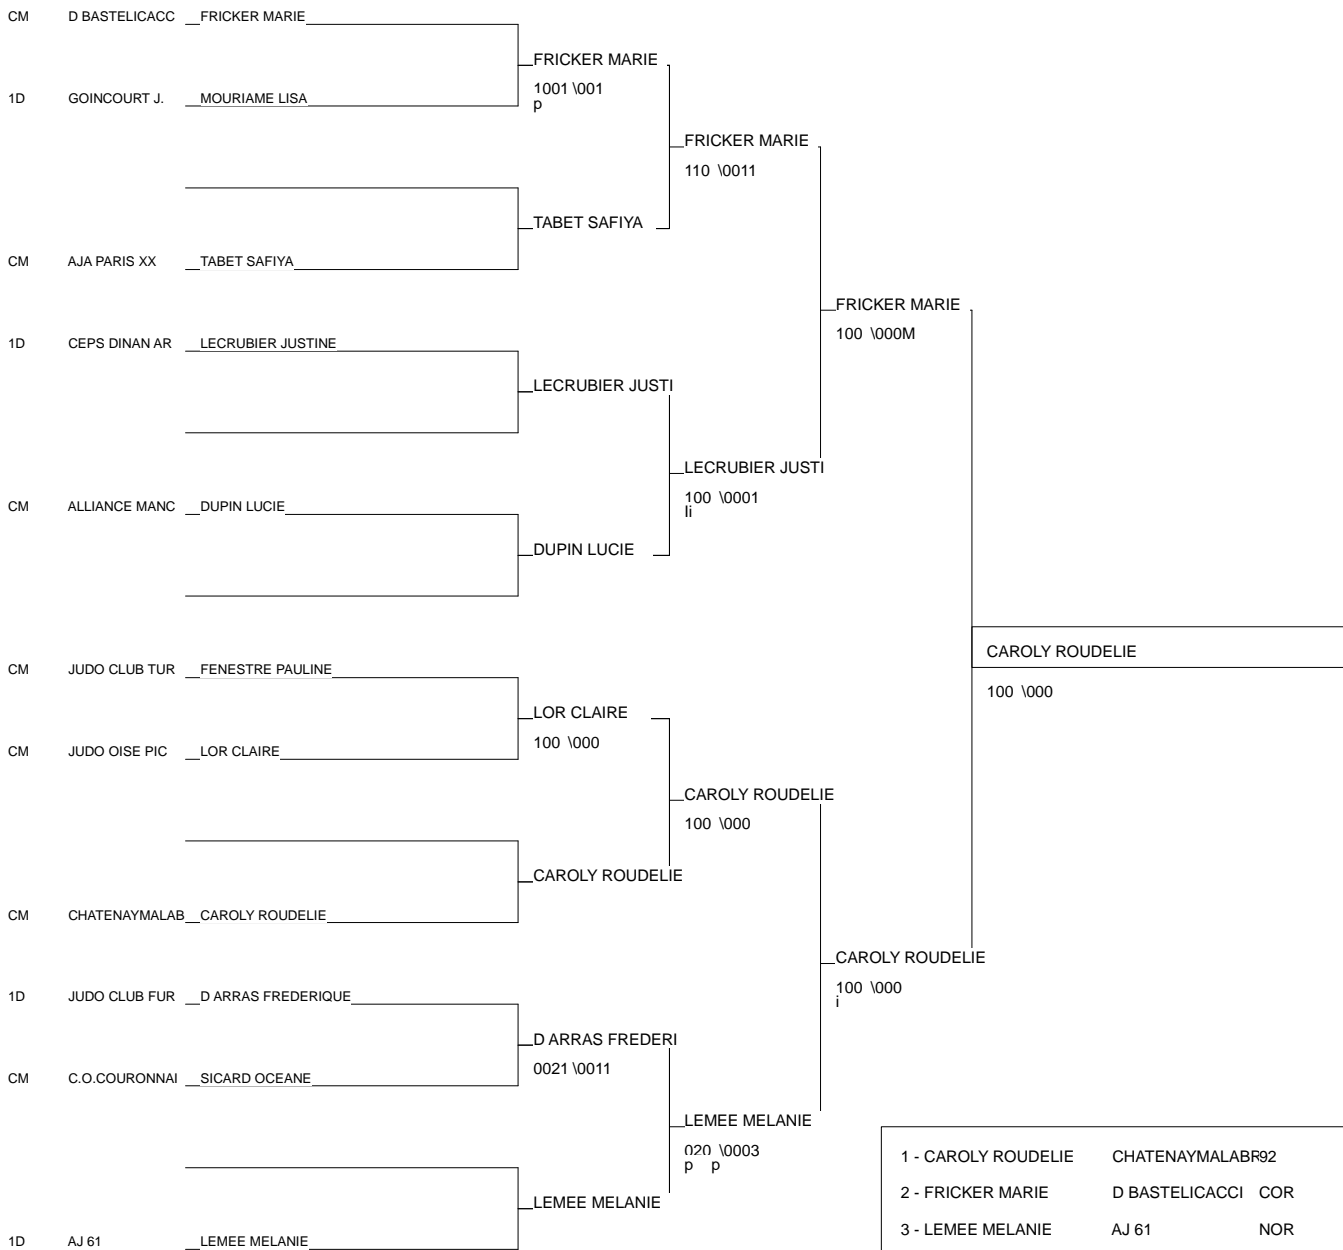 CM D BASTELICACC FRICKER MARIE
FRICKER MARIE
1001 \001
p
1D GOINCOURT J. MOURIAME LISA
FRICKER MARIE
110 \0011
TABET SAFIYA
CM AJA PARIS XX TABET SAFIYA
FRICKER MARIE
100 \000M
1D CEPS DINAN AR LECRUBIER JUSTINE
LECRUBIER JUSTI
LECRUBIER JUSTI
100 \0001
li
CM ALLIANCE MANC DUPIN LUCIE
DUPIN LUCIE
CAROLY ROUDELIE
100 \000
CM JUDO CLUB TUR FENESTRE PAULINE
LOR CLAIRE
100 \000
CM JUDO OISE PIC LOR CLAIRE
CAROLY ROUDELIE
100 \000
CAROLY ROUDELIE
CM CHATENAYMALAB CAROLY ROUDELIE
CAROLY ROUDELIE
100 \000
i
1D JUDO CLUB FUR D ARRAS FREDERIQUE
D ARRAS FREDERI
0021 \0011
CM C.O.COURONNAI SICARD OCEANE
LEMEE MELANIE
020 \0003
p p
LEMEE MELANIE
1D AJ 61 LEMEE MELANIE
1 - CAROLY ROUDELIE CHATENAYMALABR92
2 - FRICKER MARIE D BASTELICACCI COR
3 - LEMEE MELANIE AJ 61 NOR